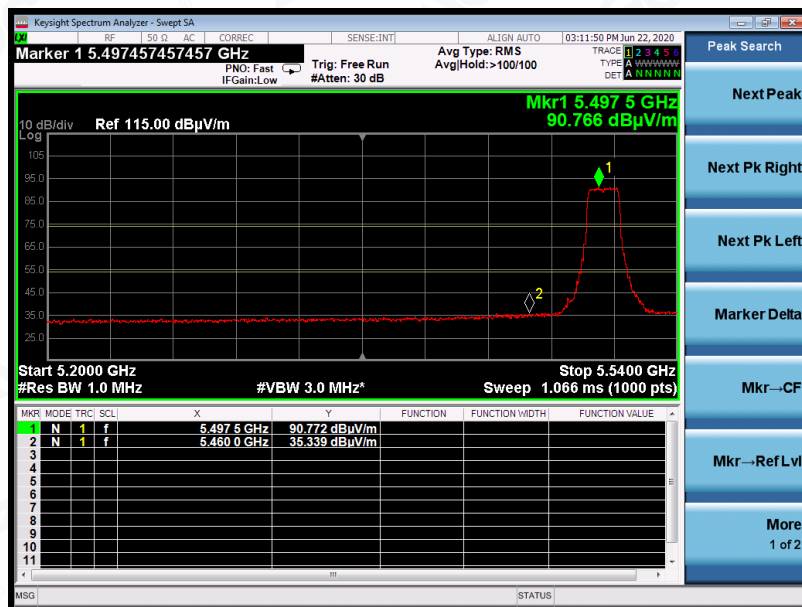 Keysight Spectrum Analyzer - Swept SA
LXI RF 50 Ω AC CORREC SENSE:INT ALIGN AUTO 03:11:50 PM Jun 22, 2020
Marker 1 5.497457457457 GHz
PNO: Fast
IFGain:Low
Trig: Free Run
#Atten: 30 dB
Avg Type: RMS
Avg|Hold:>100/100
TRACE 1 2 3 4 5 6
TYPE A WWWWW
DET A N N N N N
Mkr1 5.497 5 GHz
90.766 dBµV/m
10 dB/div Ref 115.00 dBµV/m
Log
105
95.0
85.0
75.0
65.0
55.0
45.0
35.0
25.0
1
2
Start 5.2000 GHz Stop 5.5400 GHz
#Res BW 1.0 MHz #VBW 3.0 MHz* Sweep 1.066 ms (1000 pts)
MKR MODE TRC SCL X Y FUNCTION FUNCTION WIDTH FUNCTION VALUE
1 N 1 f 5.497 5 GHz 90.772 dBµV/m
2 N 1 f 5.460 0 GHz 35.339 dBµV/m
3
4
5
6
7
8
9
10
11
MSG STATUS
Peak Search
Next Peak
Next Pk Right
Next Pk Left
Marker Delta
Mkr→CF
Mkr→Ref Lvl
More
1 of 2